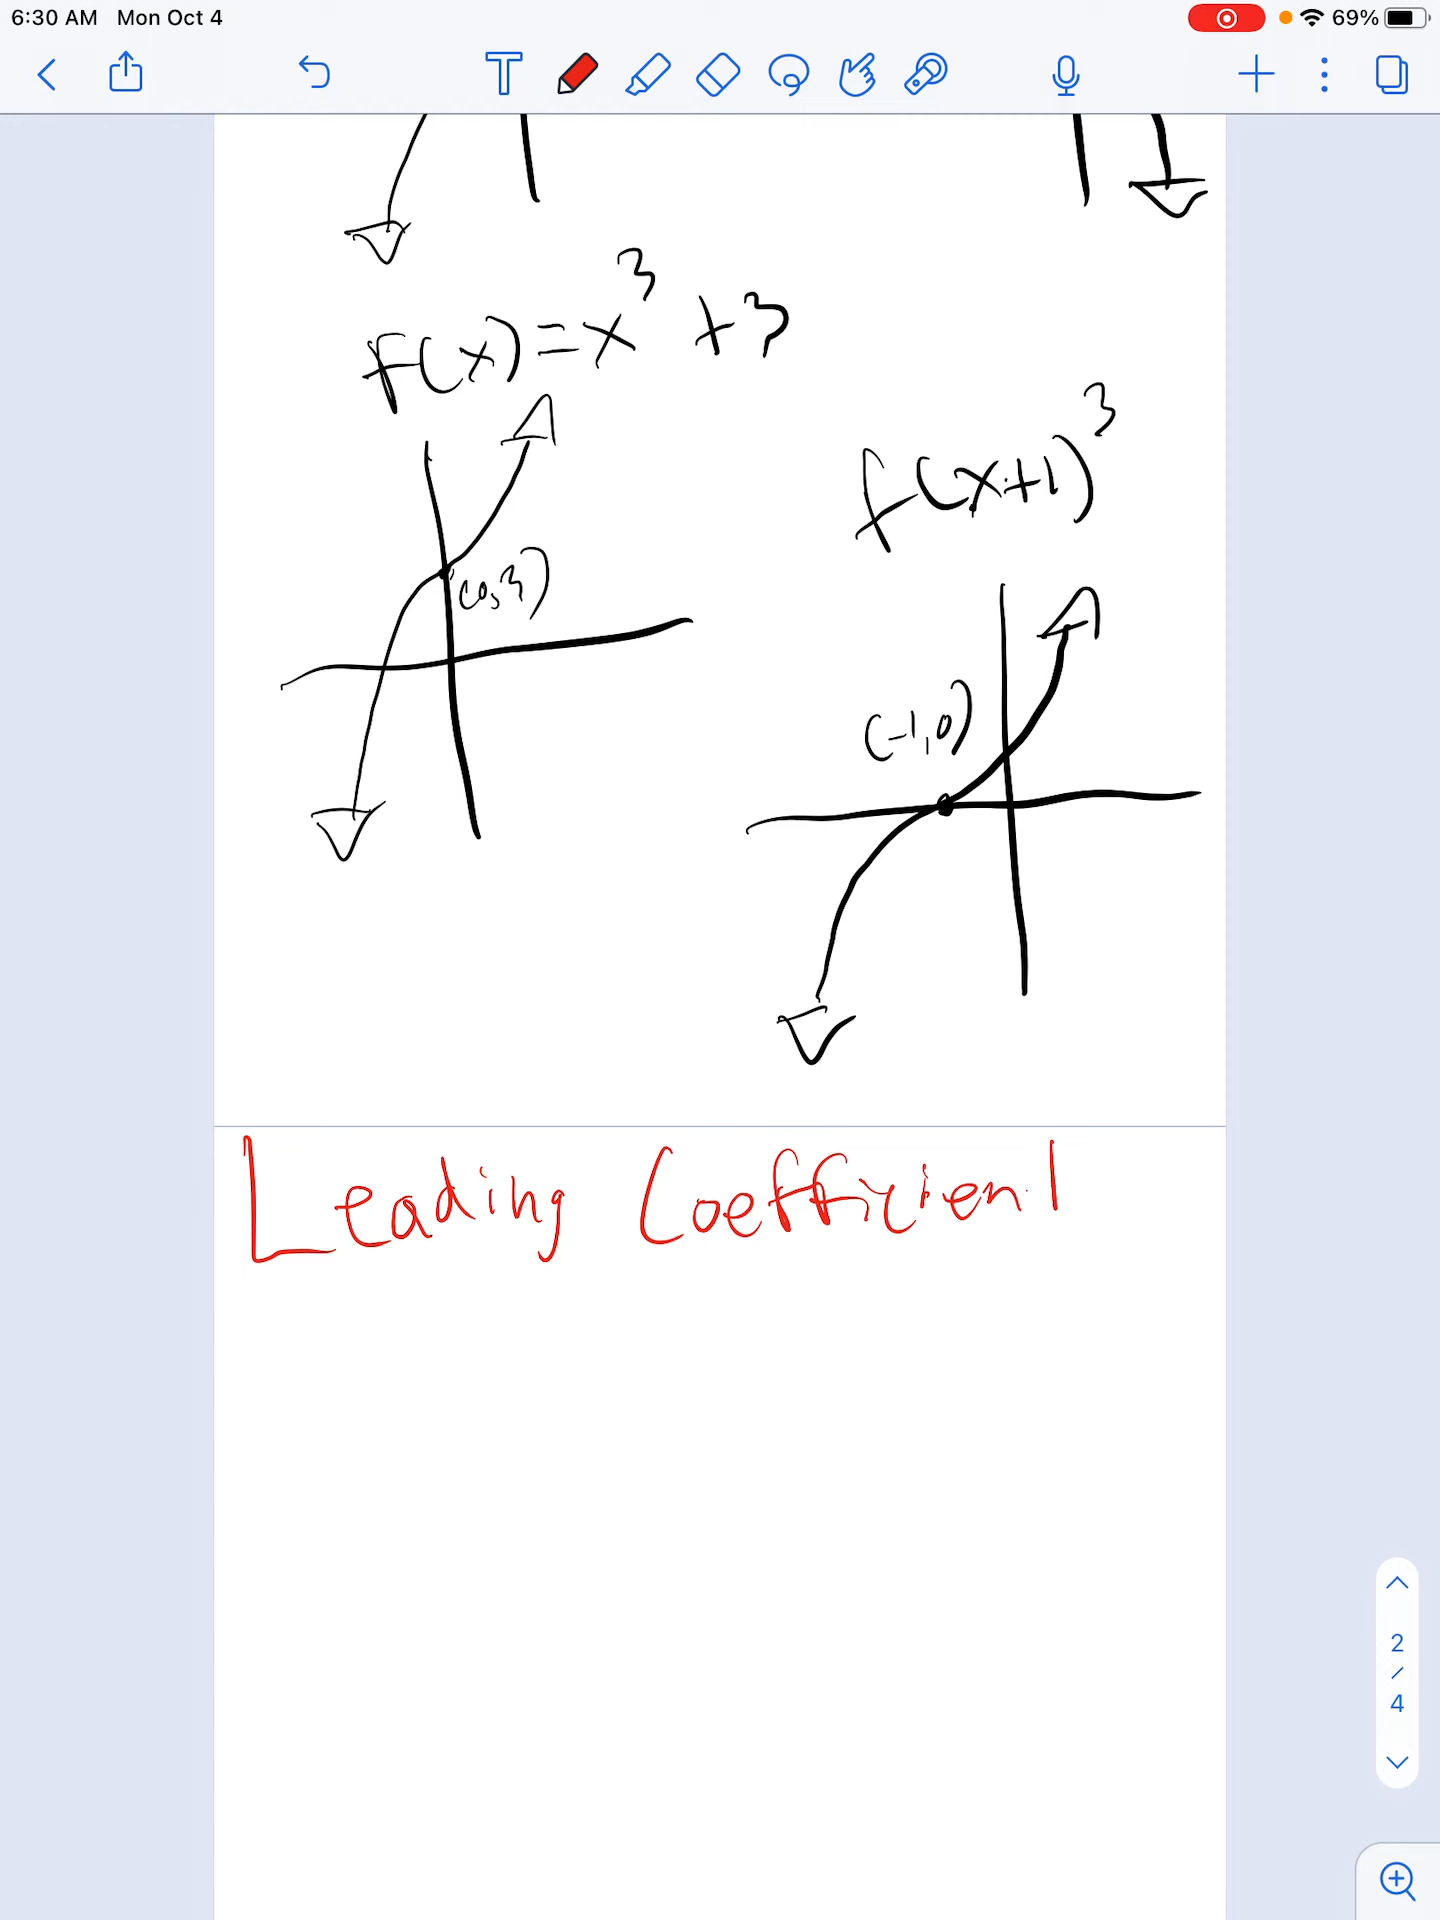 6:30 AM Mon Oct 4
69%
T
f(x)=x³ +3
f(x+1)³
(0,3)
(-1,0)
Leading Coefficient
2
/
4